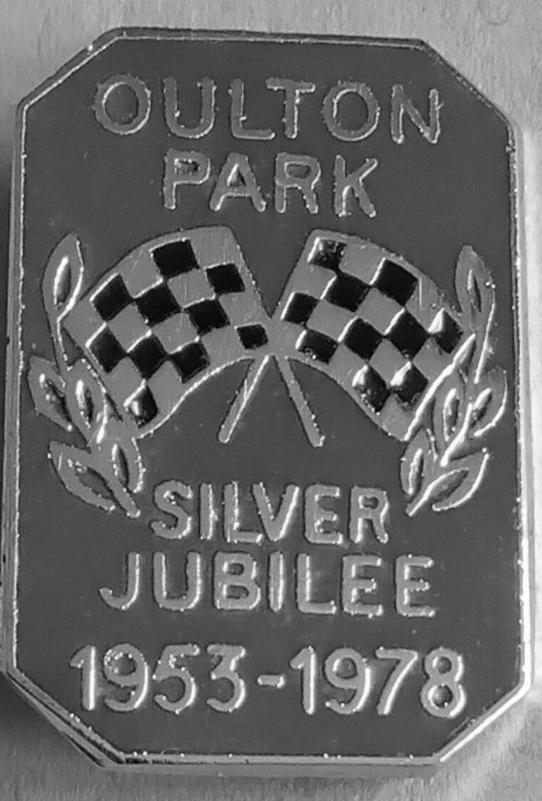 OULTON
PARK
SILVER
JUBILEE
1953-1978